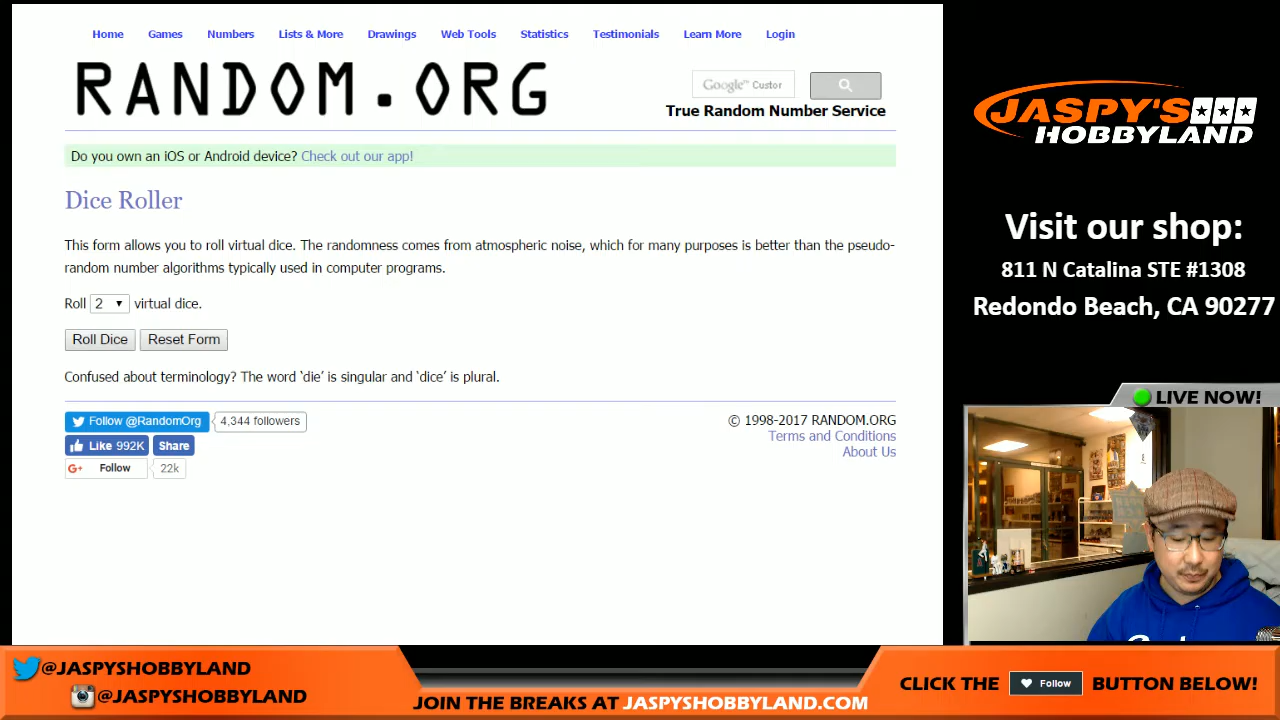 Home Games Numbers Lists & More Drawings Web Tools Statistics Testimonials Learn More Login
RANDOM.ORG
Google™ Custor
True Random Number Service
Do you own an iOS or Android device? Check out our app!
Dice Roller
This form allows you to roll virtual dice. The randomness comes from atmospheric noise, which for many purposes is better than the pseudo-
random number algorithms typically used in computer programs.
Roll 2 virtual dice.
Roll Dice Reset Form
Confused about terminology? The word ‘die’ is singular and ‘dice’ is plural.
Follow @RandomOrg 4,344 followers
Like 992K Share
G+ Follow 22k
© 1998-2017 RANDOM.ORG
Terms and Conditions
About Us
JASPY'S
HOBBYLAND
Visit our shop:
811 N Catalina STE #1308
Redondo Beach, CA 90277
LIVE NOW!
@JASPYSHOBBYLAND
@JASPYSHOBBYLAND
JOIN THE BREAKS AT JASPYSHOBBYLAND.COM
CLICK THE Follow BUTTON BELOW!